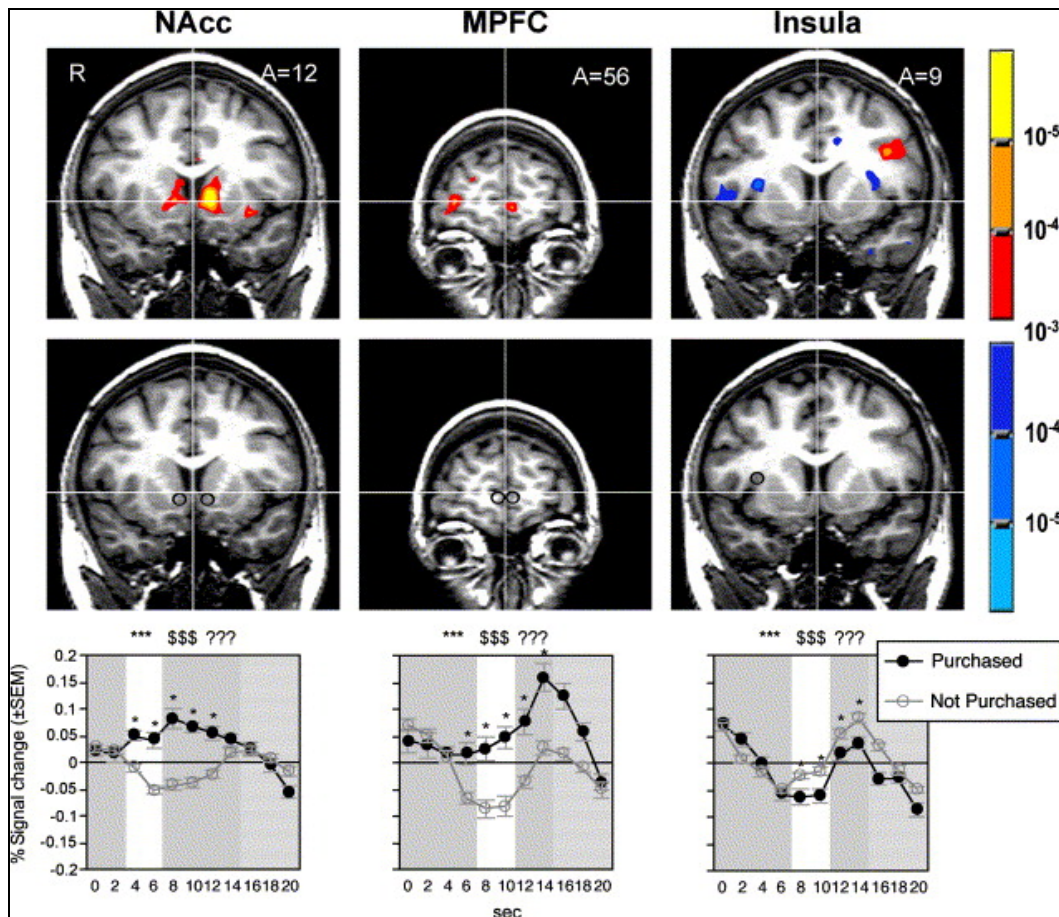 NAcc MPFC Insula
R A=12 A=56 A=9
10-5
10-4
10-3
10-4
10-5
*** $$$ ???
*** $$$ ???
*** $$$ ???
Purchased
Not Purchased
% Signal change (±SEM)
0.2
0.15
0.1
0.05
0
-0.05
-0.1
-0.15
-0.2
* * * * *
* * * * *
* * * *
0 2 4 6 8 10 12 14 16 18 20
0 2 4 6 8 10 12 14 16 18 20
0 2 4 6 8 10 12 14 16 18 20
sec